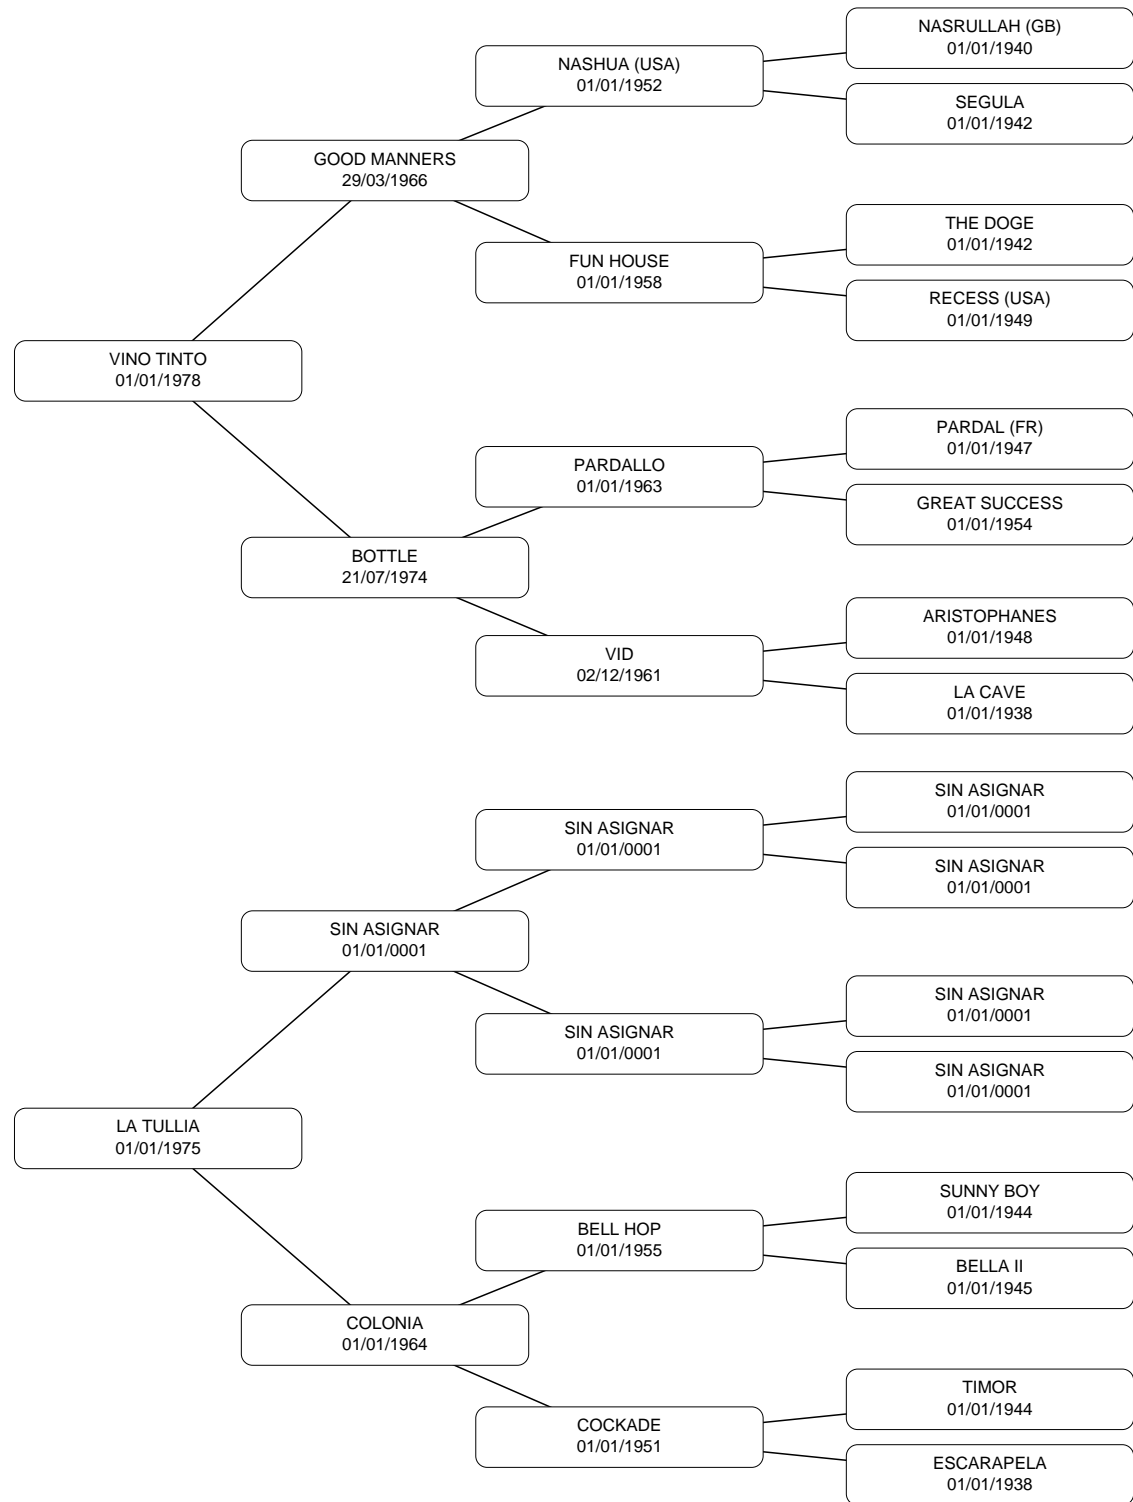 NASRULLAH (GB)
01/01/1940
NASHUA (USA)
01/01/1952
SEGULA
01/01/1942
GOOD MANNERS
29/03/1966
THE DOGE
01/01/1942
FUN HOUSE
01/01/1958
RECESS (USA)
01/01/1949
VINO TINTO
01/01/1978
PARDAL (FR)
01/01/1947
PARDALLO
01/01/1963
GREAT SUCCESS
01/01/1954
BOTTLE
21/07/1974
ARISTOPHANES
01/01/1948
VID
02/12/1961
LA CAVE
01/01/1938
SIN ASIGNAR
01/01/0001
SIN ASIGNAR
01/01/0001
SIN ASIGNAR
01/01/0001
SIN ASIGNAR
01/01/0001
SIN ASIGNAR
01/01/0001
SIN ASIGNAR
01/01/0001
SIN ASIGNAR
01/01/0001
LA TULLIA
01/01/1975
SUNNY BOY
01/01/1944
BELL HOP
01/01/1955
BELLA II
01/01/1945
COLONIA
01/01/1964
TIMOR
01/01/1944
COCKADE
01/01/1951
ESCARAPELA
01/01/1938